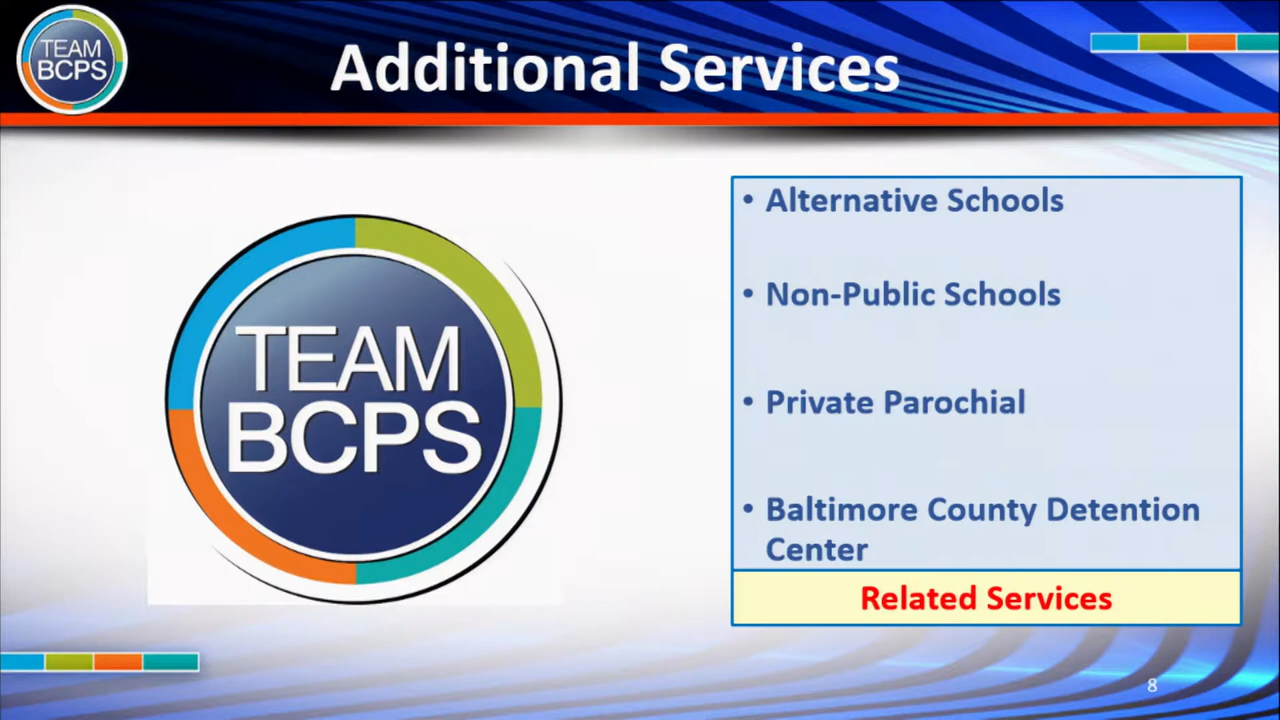 TEAM
BCPS
Additional Services
TEAM
BCPS
• Alternative Schools
• Non-Public Schools
• Private Parochial
• Baltimore County Detention
Center
Related Services
8